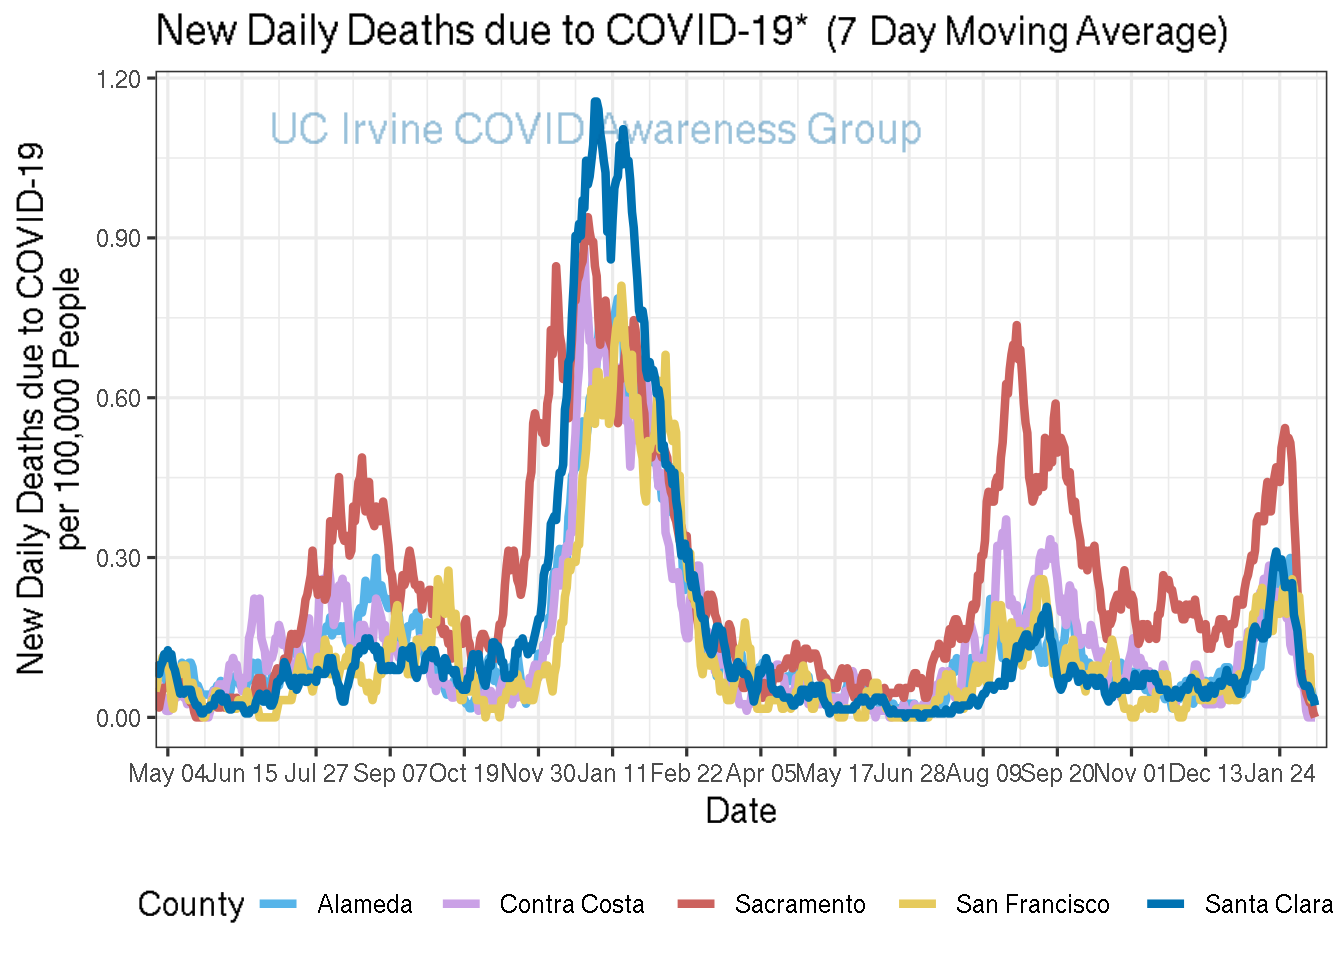 New Daily Deaths due to COVID-19* (7 Day Moving Average)
UC Irvine COVID Awareness Group
New Daily Deaths due to COVID-19
per 100,000 People
1.20
0.90
0.60
0.30
0.00
May 04 Jun 15 Jul 27 Sep 07 Oct 19 Nov 30 Jan 11 Feb 22 Apr 05 May 17 Jun 28 Aug 09 Sep 20 Nov 01 Dec 13 Jan 24
Date
County Alameda Contra Costa Sacramento San Francisco Santa Clara